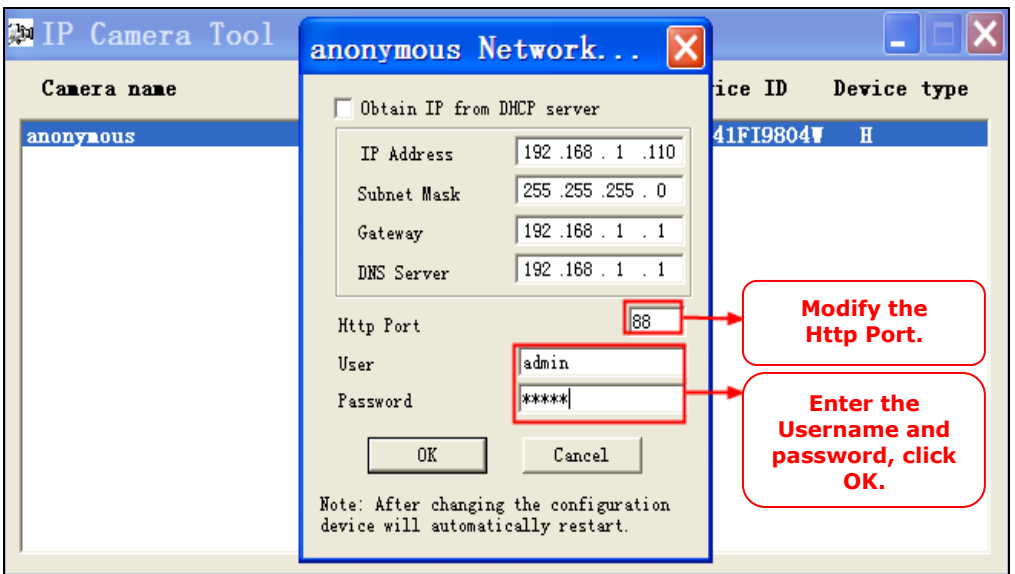 IP Camera Tool
anonymous Network...
Camera name
ice ID
Device type
anonymous
41FI9804W
H
Obtain IP from DHCP server
IP Address
192 .168 . 1 .110
Subnet Mask
255 .255 .255 . 0
Gateway
192 .168 . 1 . 1
DNS Server
192 .168 . 1 . 1
Http Port
88
User
admin
Password
*****
OK
Cancel
Note: After changing the configuration
device will automatically restart.
Modify the
Http Port.
Enter the
Username and
password, click
OK.